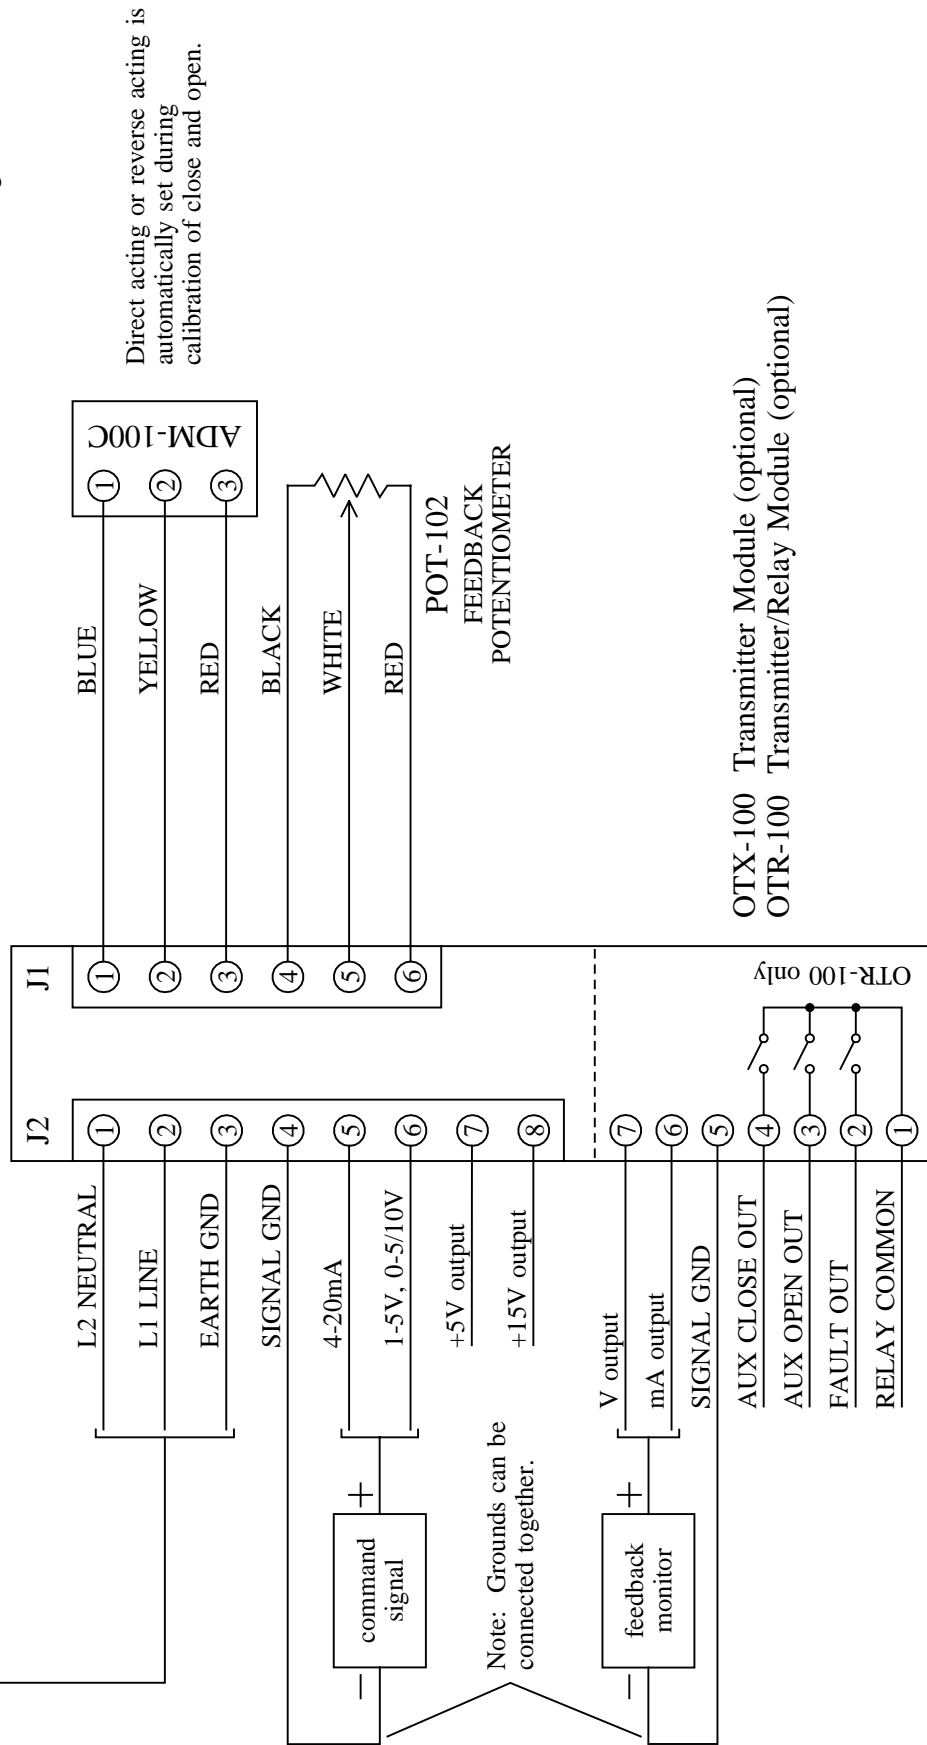 Direct acting or reverse acting is
automatically set during
calibration of close and open.
ADM-100C
1
2
3
BLUE
YELLOW
RED
BLACK
WHITE
RED
POT-102
FEEDBACK
POTENTIOMETER
J1
1
2
3
4
5
6
J2
1
2
3
4
5
6
7
8
L2 NEUTRAL
L1 LINE
EARTH GND
SIGNAL GND
4-20mA
1-5V, 0-5/10V
+5V output
+15V output
command
signal
+
−
Note: Grounds can be
connected together.
OTX-100 Transmitter Module (optional)
OTR-100 Transmitter/Relay Module (optional)
OTR-100 only
7
6
5
4
3
2
1
V output
mA output
SIGNAL GND
AUX CLOSE OUT
AUX OPEN OUT
FAULT OUT
RELAY COMMON
feedback
monitor
+
−